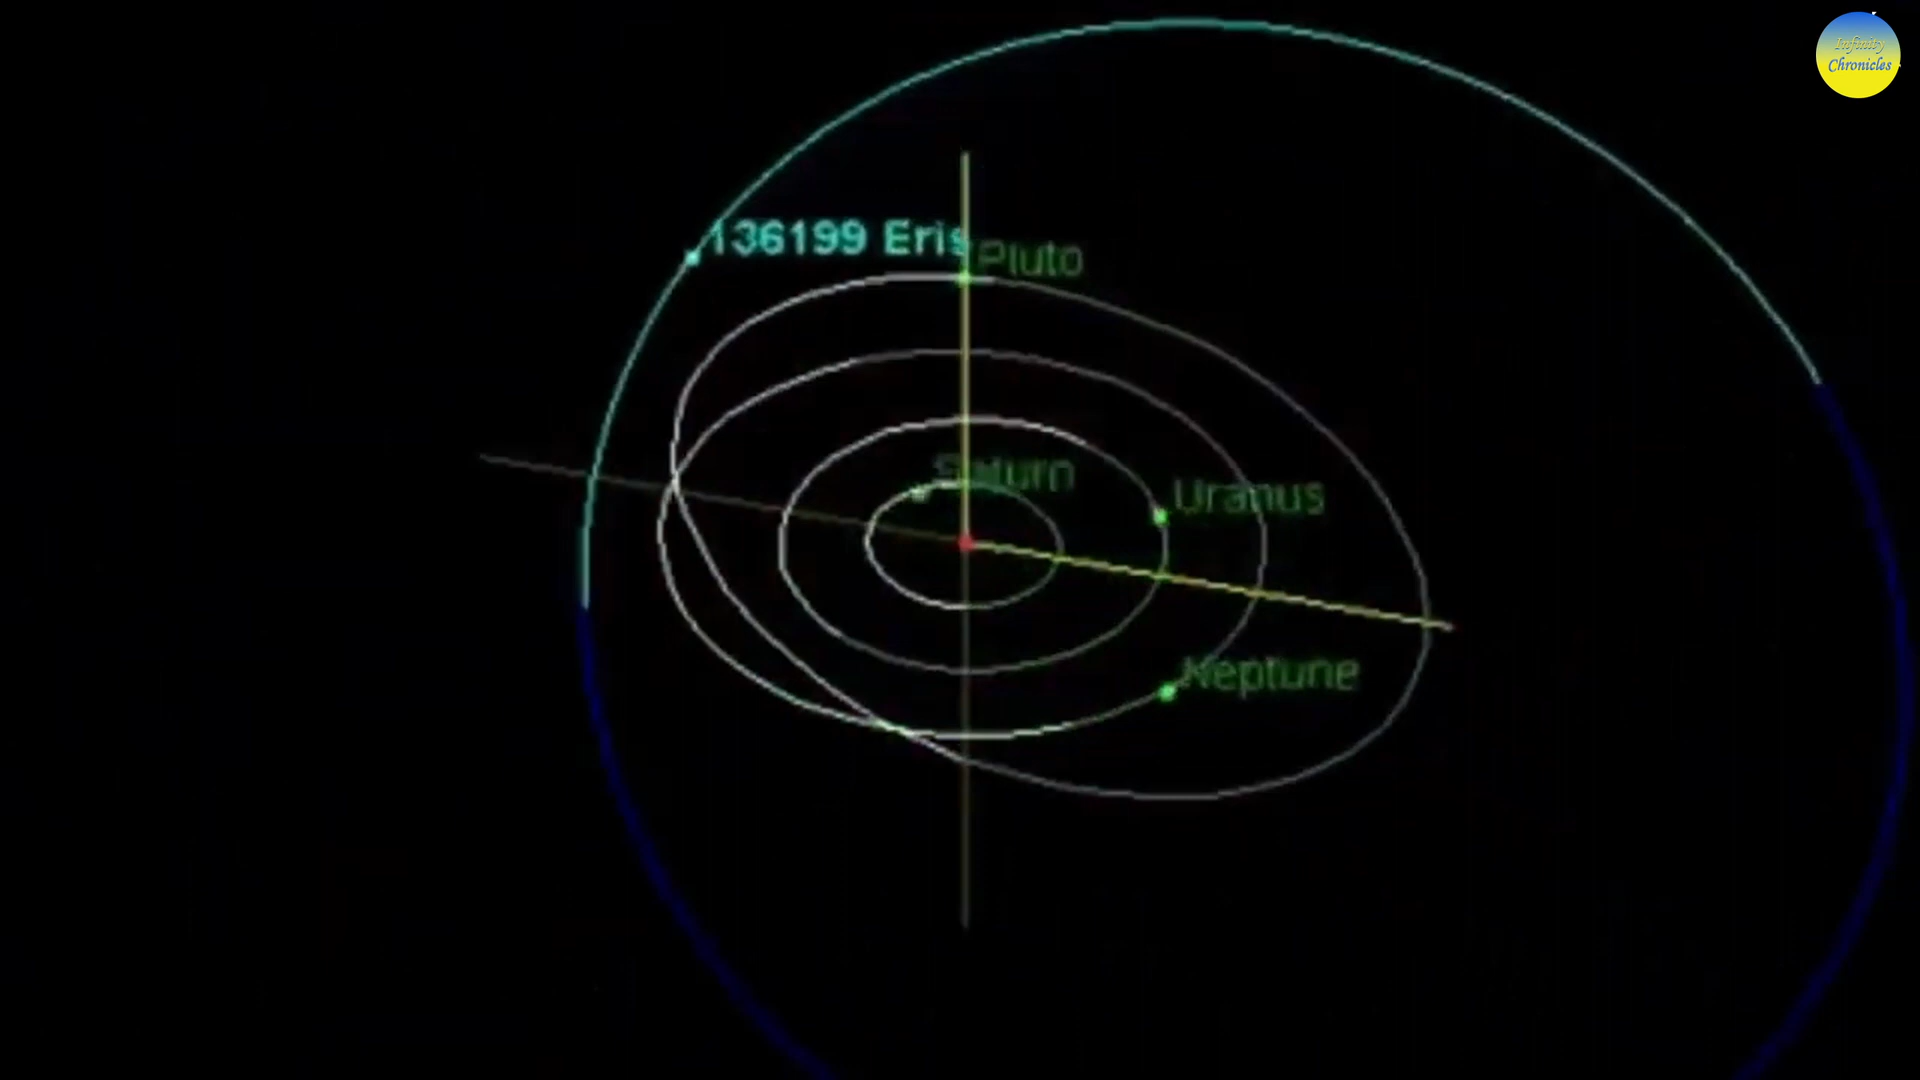 Infinity
Chronicles
136199 Eris
Pluto
Saturn
Uranus
Neptune